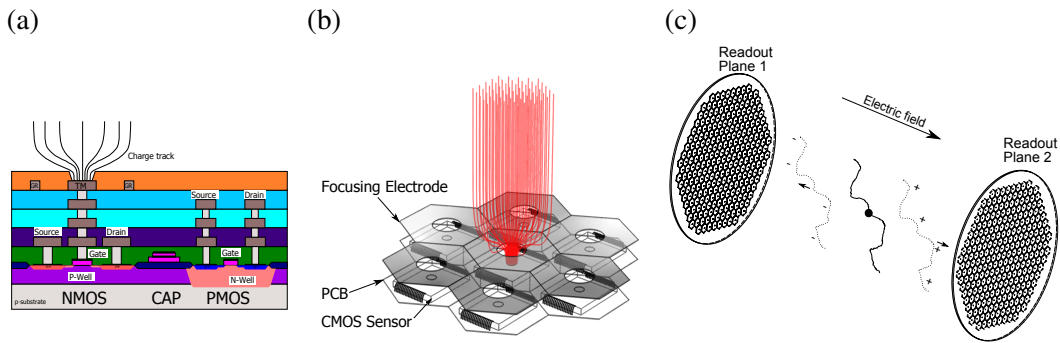 (a)
Charge track
GR
TM
GR
Source
Drain
Source
Drain
Gate
Gate
P-Well
N-Well
p-substrate
NMOS
CAP
PMOS
(b)
Focusing Electrode
PCB
CMOS Sensor
(c)
Readout
Plane 1
Electric field
Readout
Plane 2
- - - -
+ + + +